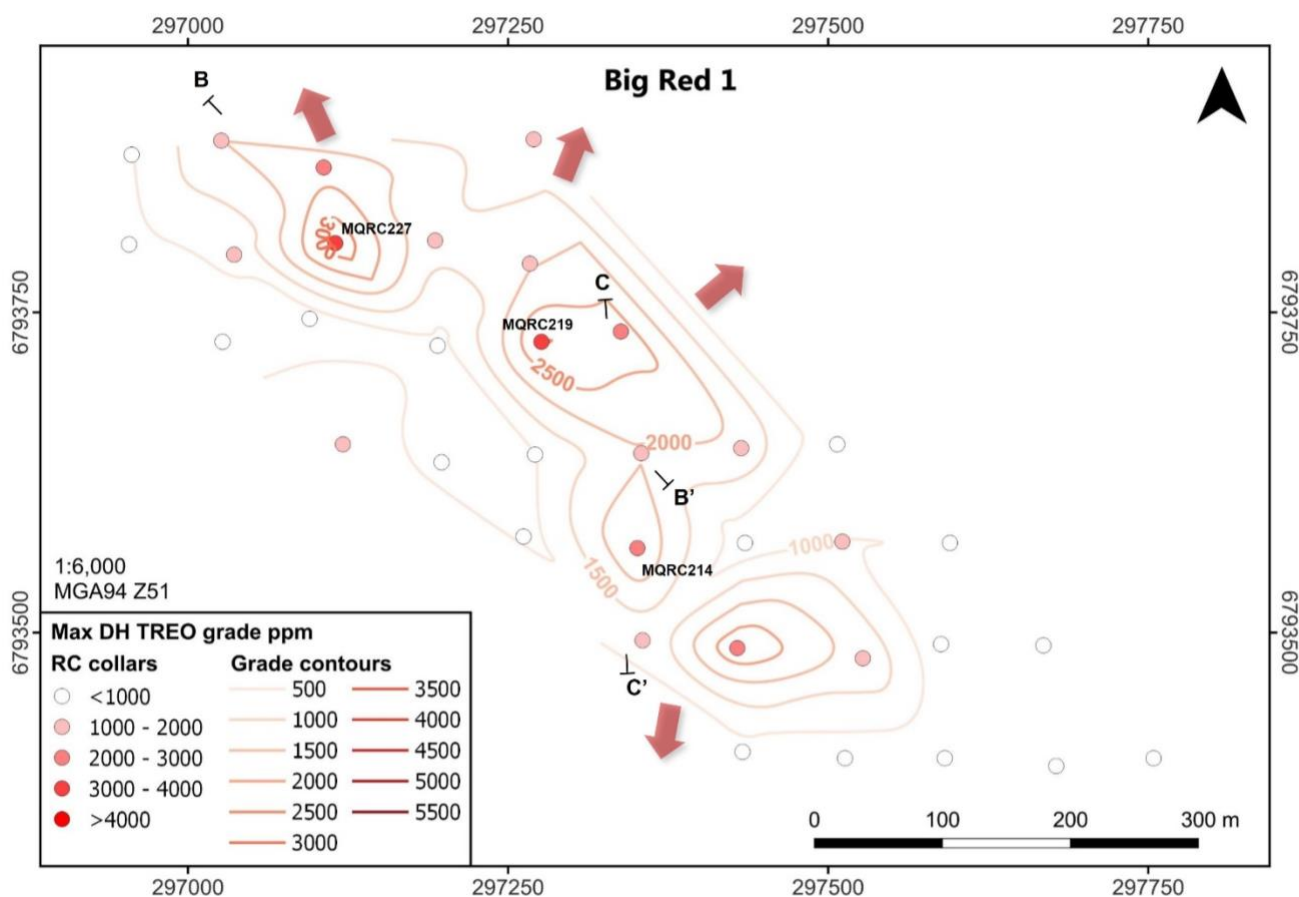 297000 297250 297500 297750
Big Red 1
B
MQRC227
3000
C
6793750 6793750
MQRC219
2500
2000
B'
1000
MQRC214
1500
1:6,000
MGA94 Z51
6793500 6793500
C'
Max DH TREO grade ppm
RC collars Grade contours
<1000 500 3500
1000 - 2000 1000 4000
2000 - 3000 1500 4500
3000 - 4000 2000 5000
>4000 2500 5500
3000
0 100 200 300 m
297000 297250 297500 297750